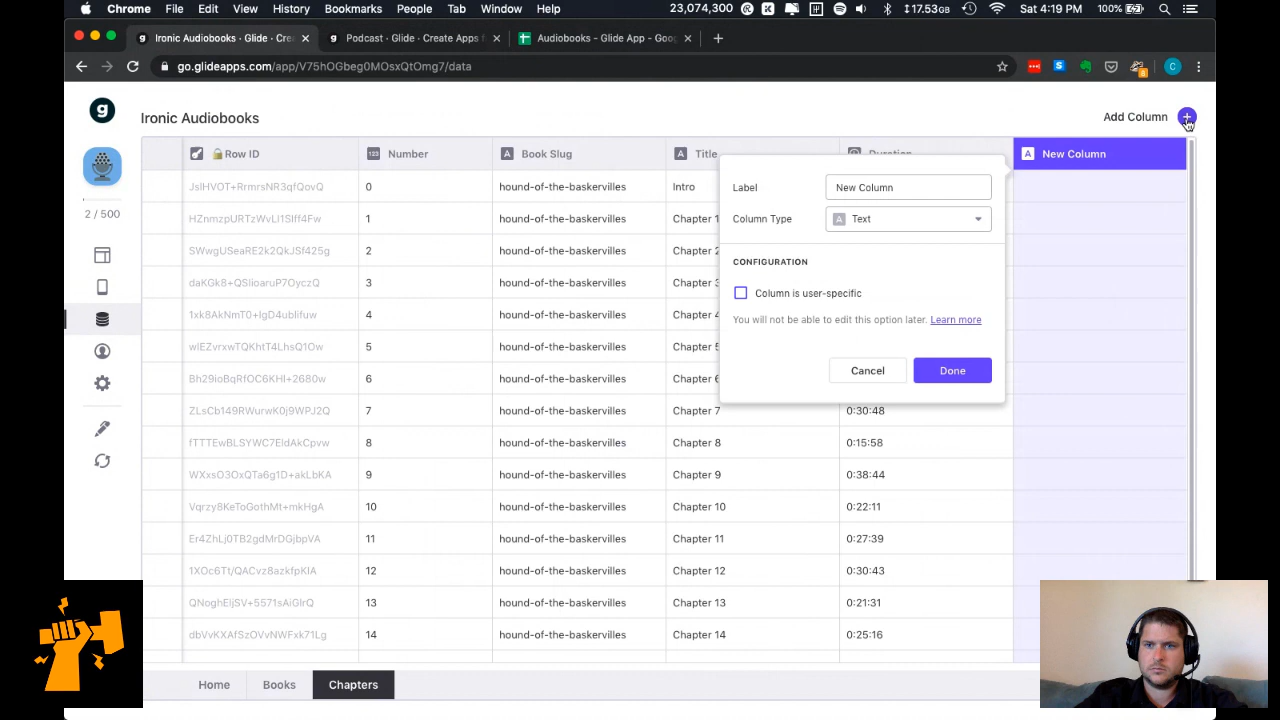 Chrome File Edit View History Bookmarks People Tab Window Help 23,074,300 17.53GB Sat 4:19 PM 100%
Ironic Audiobooks · Glide · Cre Podcast · Glide · Create Apps f Audiobooks - Glide App - Goo
go.glideapps.com/app/V75hOGbeg0MOsxQtOmg7/data
g
Ironic Audiobooks
Add Column
Row ID Number Book Slug Title Duration New Column
0 hound-of-the-baskervilles Intro
2 / 500
HZnmzpURTzWvLi1SIff4Fw 1 hound-of-the-baskervilles Chapter 1
SWwgUSeaRE2k2QkJSf425g 2 hound-of-the-baskervilles Chapter 2
daKGk8+QSIioaruP7OyczQ 3 hound-of-the-baskervilles Chapter
1xk8AkNmT0+IgD4ublifuw 4 hound-of-the-baskervilles Chapter
wlEZvrxwTQKhtT4LhsQ1Ow 5 hound-of-the-baskervilles Chapter
Bh29ioBqRfOC6KHI+2680w 6 hound-of-the-baskervilles Chapter
ZLsCb149RWurwK0j9WPJ2Q 7 hound-of-the-baskervilles Chapter 7 0:30:48
fTTTEwBLSYWC7EldAkCpvw 8 hound-of-the-baskervilles Chapter 8 0:15:58
WXxsO3OxQTa6g1D+akLbKA 9 hound-of-the-baskervilles Chapter 9 0:38:44
Vqrzy8KeToGothMt+mkHgA 10 hound-of-the-baskervilles Chapter 10 0:22:11
Er4ZhLj0TB2gdMrDGjbpVA 11 hound-of-the-baskervilles Chapter 11 0:27:39
1XOc6Tt/QACvz8azkfpKIA 12 hound-of-the-baskervilles Chapter 12 0:30:43
QNoghEijSV+5571sAiGIrQ 13 hound-of-the-baskervilles Chapter 13 0:21:31
dbVvKXAfSzOVvNWFxk71Lg 14 hound-of-the-baskervilles Chapter 14 0:25:16
Label New Column
Column Type Text
CONFIGURATION
Column is user-specific
You will not be able to edit this option later. Learn more
Cancel Done
Home Books Chapters